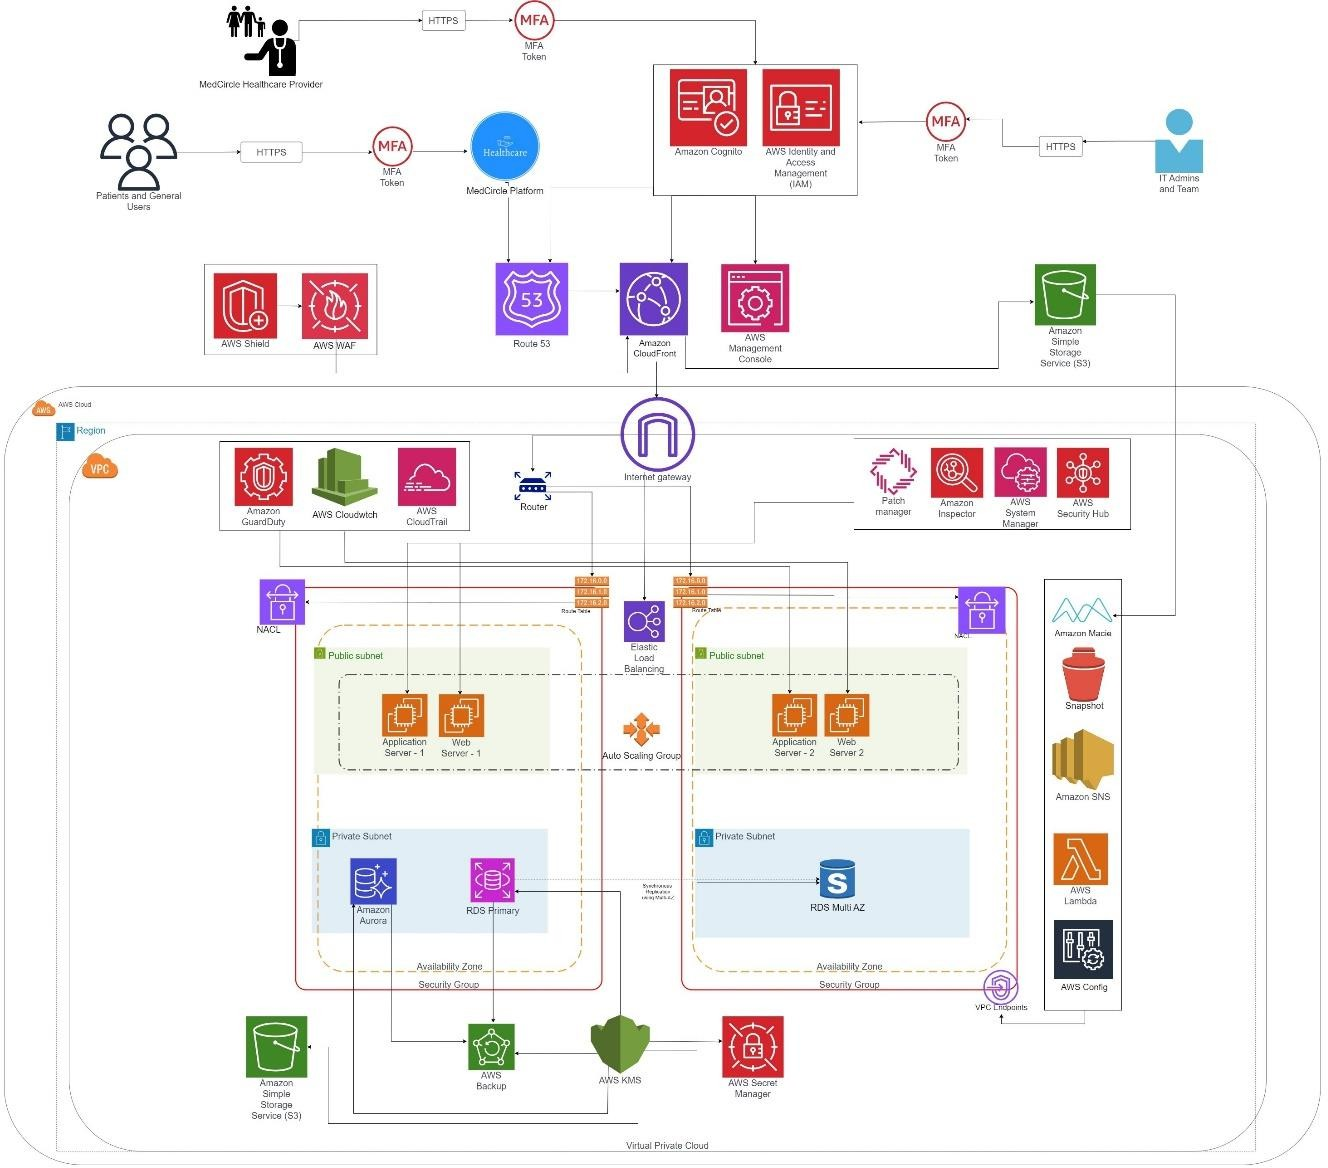 HTTPS
MFA
MFA
Token
MedCircle Healthcare Provider
Amazon Cognito
AWS Identity and
Access
Management
(IAM)
HTTPS
MFA
MFA
Token
Healthcare
MedCircle Platform
MFA
MFA
Token
HTTPS
IT Admins
and Team
Patients and General
Users
AWS Shield
AWS WAF
53
Route 53
Amazon
CloudFront
AWS
Management
Console
Amazon
Simple
Storage
Service (S3)
AWS
AWS Cloud
Region
VPC
Internet gateway
Amazon
GuardDuty
AWS Cloudwtch
AWS
CloudTrail
Router
Patch
manager
Amazon
Inspector
AWS
System
Manager
AWS
Security Hub
172.16.0.0
172.16.1.0
172.16.2.0
Route Table
172.16.0.0
172.16.1.0
172.16.2.0
Route Table
NACL
NACL
Elastic
Load
Balancing
Amazon Macie
Public subnet
Public subnet
Snapshot
Application
Server - 1
Web
Server - 1
Auto Scaling Group
Application
Server - 2
Web
Server 2
Amazon SNS
Private Subnet
Private Subnet
Amazon
Aurora
RDS Primary
Synchronous
Replication
using Multi AZ
S
RDS Multi AZ
AWS
Lambda
Availability Zone
Security Group
Availability Zone
Security Group
AWS Config
VPC Endpoints
Amazon
Simple
Storage
Service (S3)
AWS
Backup
AWS KMS
AWS Secret
Manager
Virtual Private Cloud